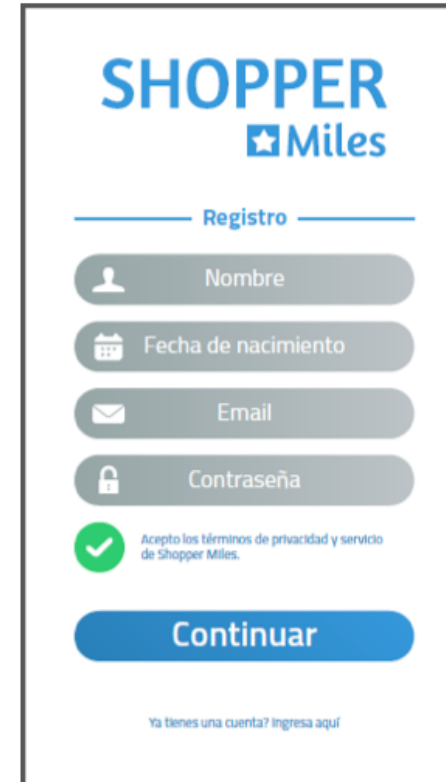 SHOPPER
Miles
Registro
Nombre
Fecha de nacimiento
Email
Contraseña
Acepto los términos de privacidad y servicio
de Shopper Miles.
Continuar
Ya tienes una cuenta? Ingresa aquí